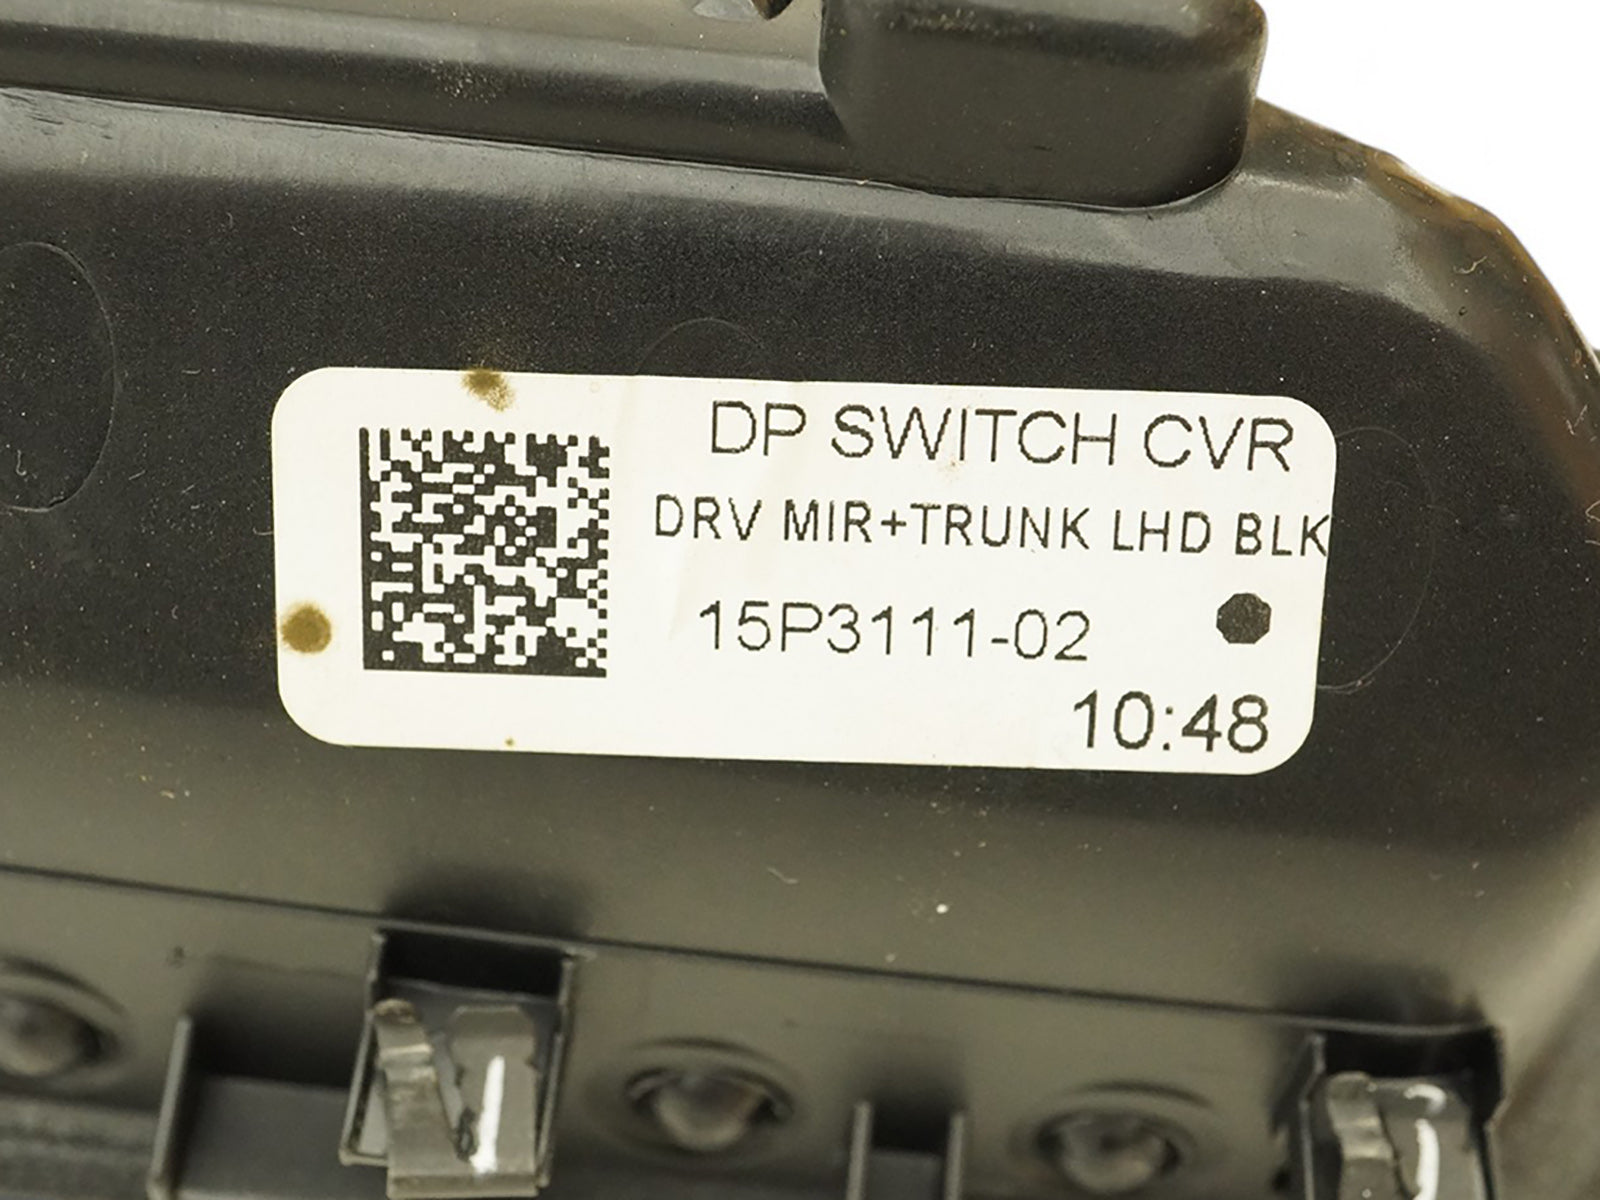 DP SWITCH CVR
DRV MIR+TRUNK LHD BLK
15P3111-02
10:48